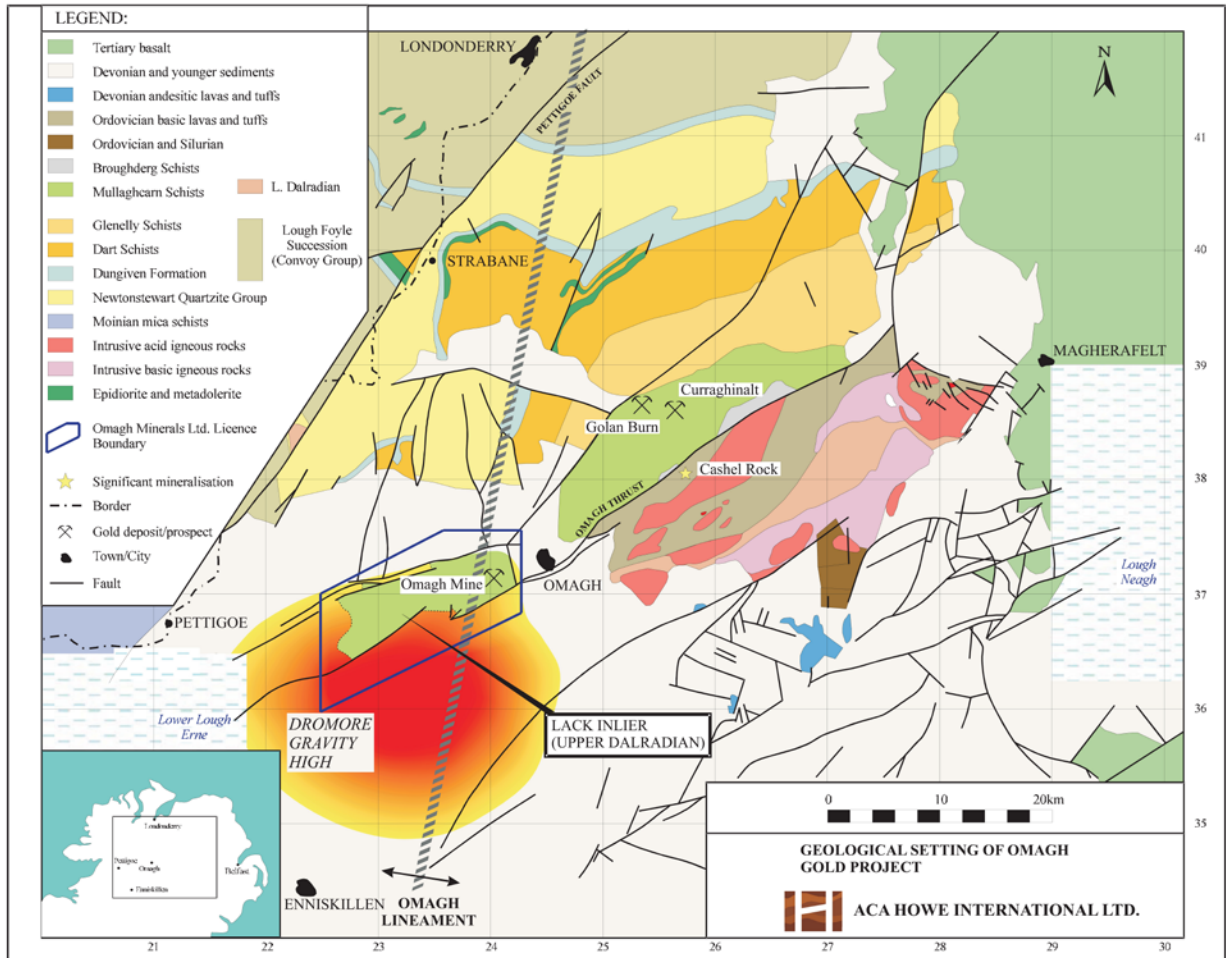 LEGEND:
Tertiary basalt
Devonian and younger sediments
Devonian andesitic lavas and tuffs
Ordovician basic lavas and tuffs
Ordovician and Silurian
Broughderg Schists
Mullaghcarn Schists
L. Dalradian
Glenelly Schists
Dart Schists
Dungiven Formation
Newtonstewart Quartzite Group
Lough Foyle
Succession
(Convoy Group)
Moinian mica schists
Intrusive acid igneous rocks
Intrusive basic igneous rocks
Epidiorite and metadolerite
Omagh Minerals Ltd. Licence
Boundary
Significant mineralisation
Border
Gold deposit/prospect
Town/City
Fault
LONDONDERRY
PETTIGOE FAULT
N
41
STRABANE
40
MAGHERAFELT
39
Curraghinalt
Golan Burn
Cashel Rock
38
OMAGH THRUST
Omagh Mine
OMAGH
Lough
Neagh
37
PETTIGOE
Lower Lough
Erne
36
DROMORE
GRAVITY
HIGH
LACK INLIER
(UPPER DALRADIAN)
35
ENNISKILLEN
OMAGH
LINEAMENT
Londonderry
Pettigoe
Omagh
Belfast
Enniskillen
0 10 20km
GEOLOGICAL SETTING OF OMAGH
GOLD PROJECT
ACA HOWE INTERNATIONAL LTD.
21 22 23 24 25 26 27 28 29 30